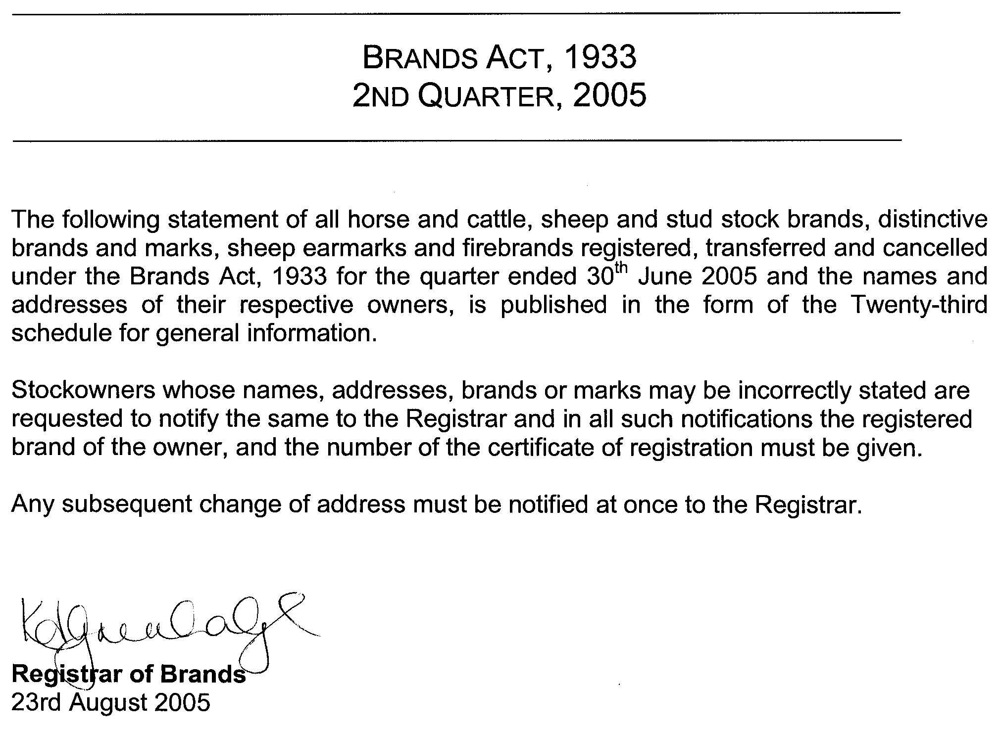 BRANDS ACT, 1933
2ND QUARTER, 2005
The following statement of all horse and cattle, sheep and stud stock brands, distinctive
brands and marks, sheep earmarks and firebrands registered, transferred and cancelled
under the Brands Act, 1933 for the quarter ended 30th June 2005 and the names and
addresses of their respective owners, is published in the form of the Twenty-third
schedule for general information.
Stockowners whose names, addresses, brands or marks may be incorrectly stated are
requested to notify the same to the Registrar and in all such notifications the registered
brand of the owner, and the number of the certificate of registration must be given.
Any subsequent change of address must be notified at once to the Registrar.
Registrar of Brands
23rd August 2005